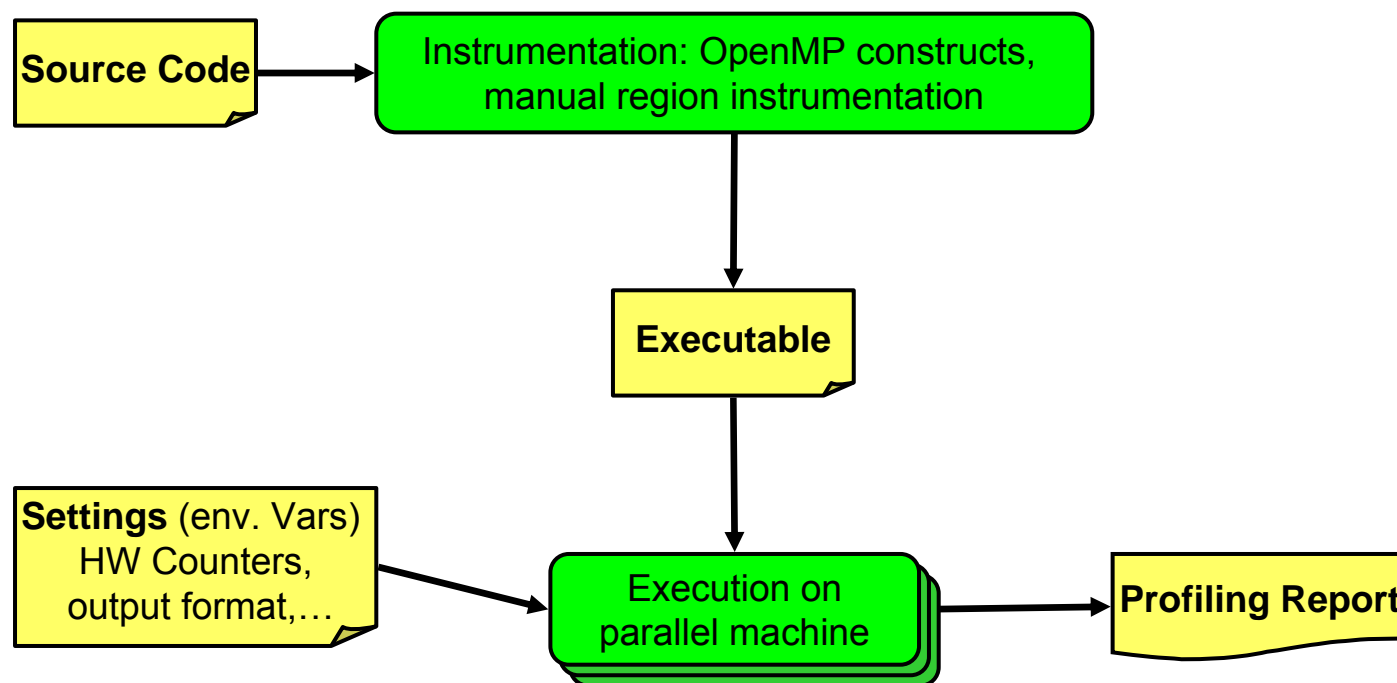 Source Code
Instrumentation: OpenMP constructs,
manual region instrumentation
Executable
Settings (env. Vars)
HW Counters,
output format,…
Execution on
parallel machine
Profiling Report